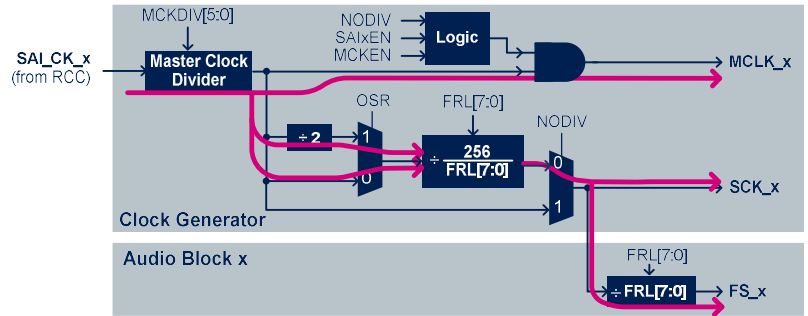 MCKDIV[5:0]
NODIV
SAIxEN
MCKEN
Logic
SAI_CK_x
(from RCC)
Master Clock
Divider
MCLK_x
OSR
FRL[7:0]
NODIV
÷ 2
1
0
÷ 256
FRL[7:0]
0
1
SCK_x
Clock Generator
Audio Block x
FRL[7:0]
÷ FRL[7:0]
FS_x